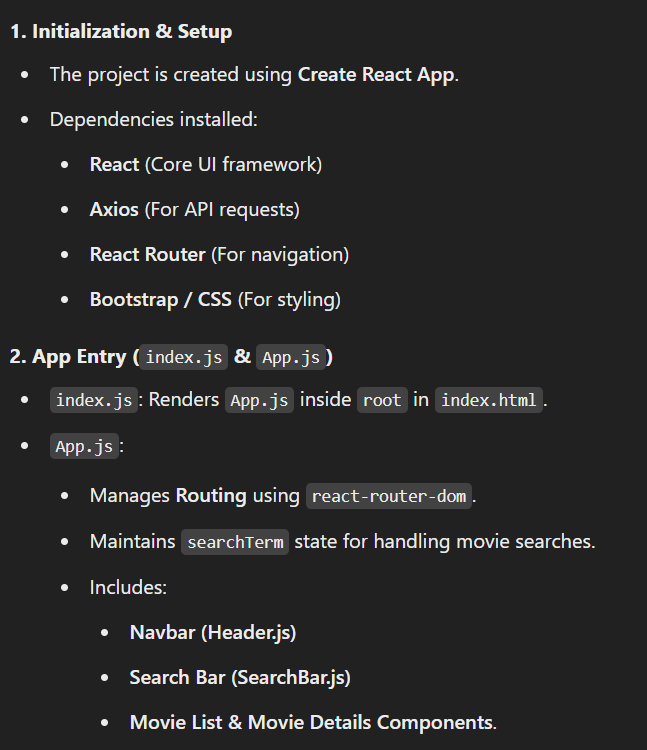 1. Initialization & Setup
• The project is created using Create React App.
• Dependencies installed:
• React (Core UI framework)
• Axios (For API requests)
• React Router (For navigation)
• Bootstrap / CSS (For styling)
2. App Entry (index.js & App.js)
• index.js: Renders App.js inside root in index.html.
• App.js:
• Manages Routing using react-router-dom.
• Maintains searchTerm state for handling movie searches.
• Includes:
• Navbar (Header.js)
• Search Bar (SearchBar.js)
• Movie List & Movie Details Components.